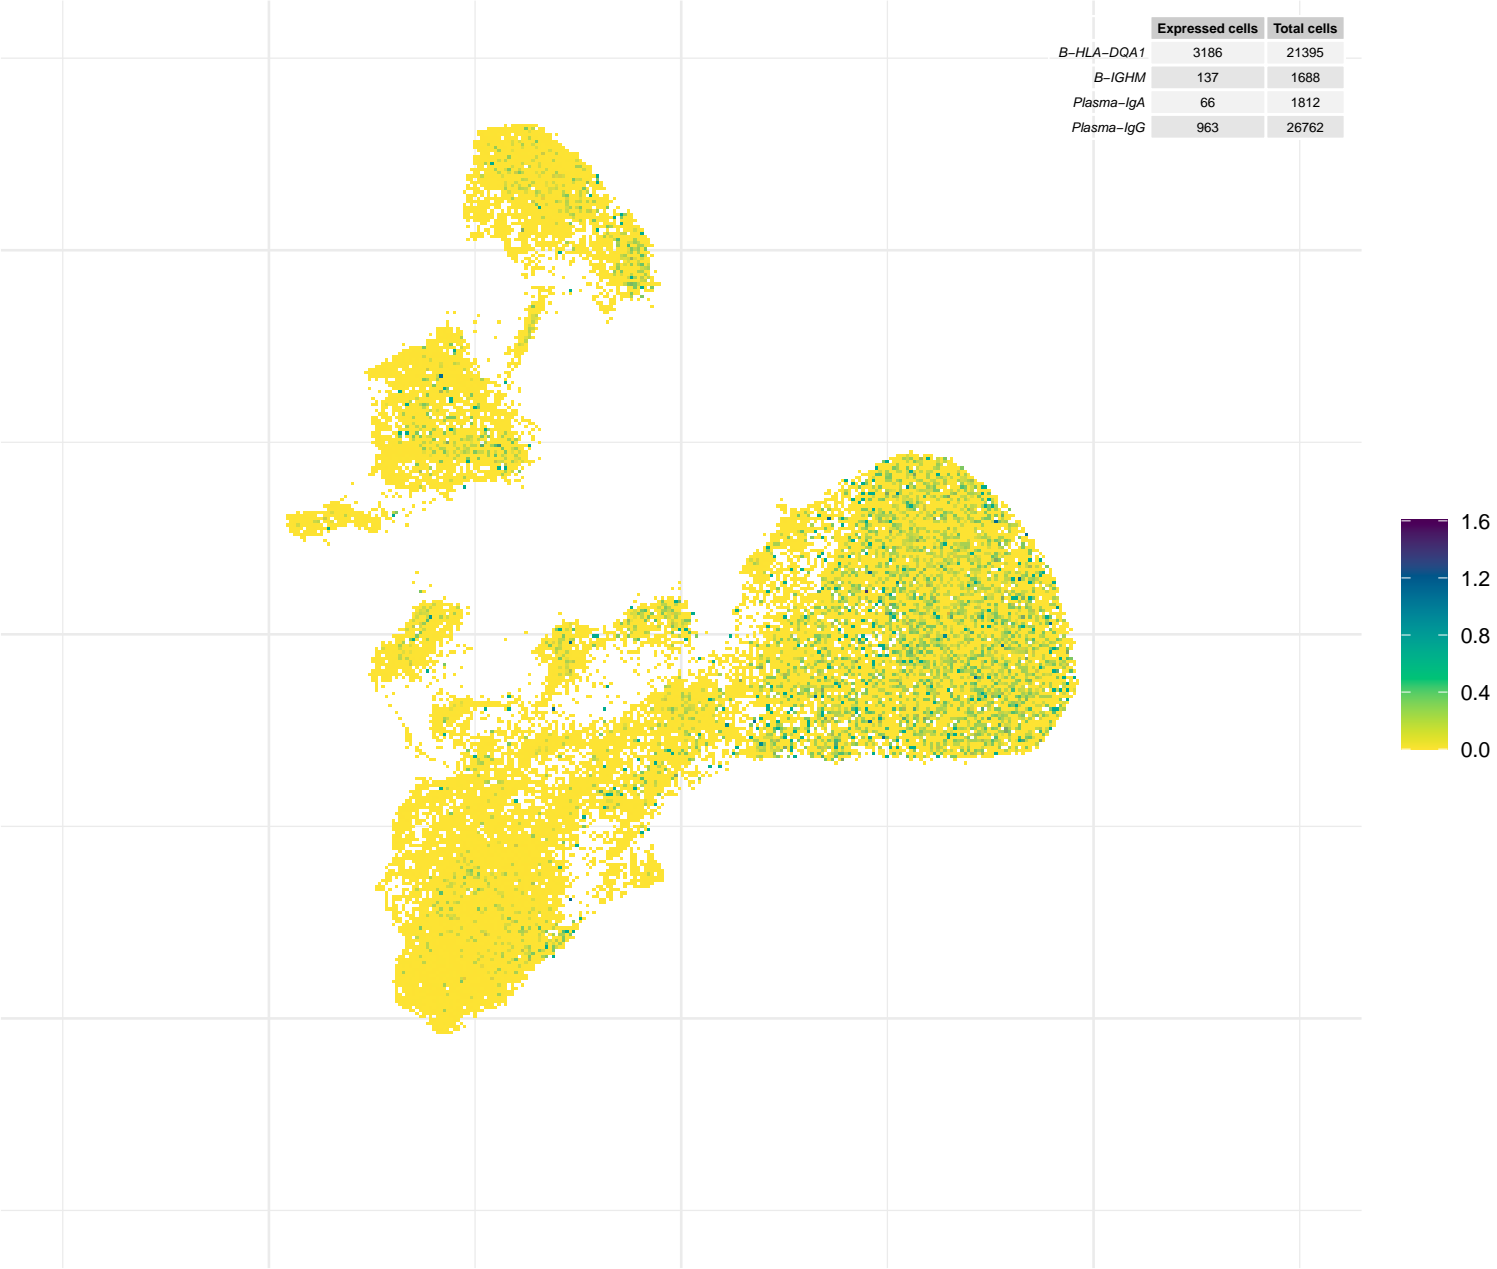 Expressed cells Total cells
B−HLA−DQA1 3186 21395
B−IGHM 137 1688
Plasma−IgA 66 1812
Plasma−IgG 963 26762
1.6
1.2
0.8
0.4
0.0